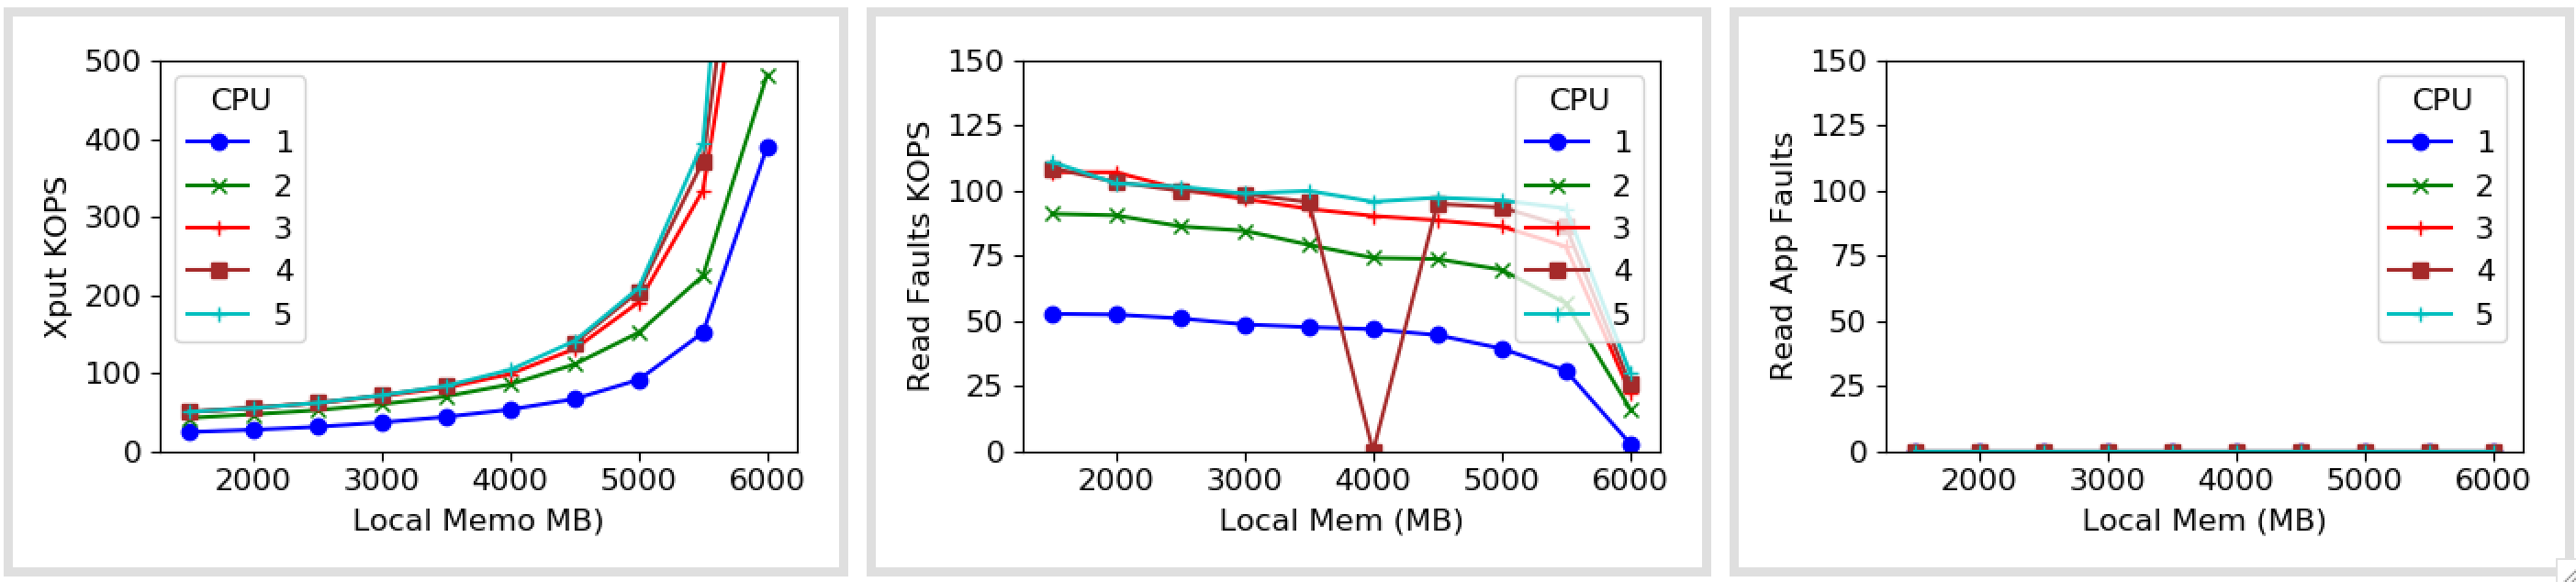 500
400
300
200
100
0
Xput KOPS
CPU
1
2
3
4
5
2000 3000 4000 5000 6000
Local Memo MB)
150
125
100
75
50
25
0
Read Faults KOPS
CPU
1
2
3
4
5
2000 3000 4000 5000 6000
Local Mem (MB)
150
125
100
75
50
25
0
Read App Faults
CPU
1
2
3
4
5
2000 3000 4000 5000 6000
Local Mem (MB)